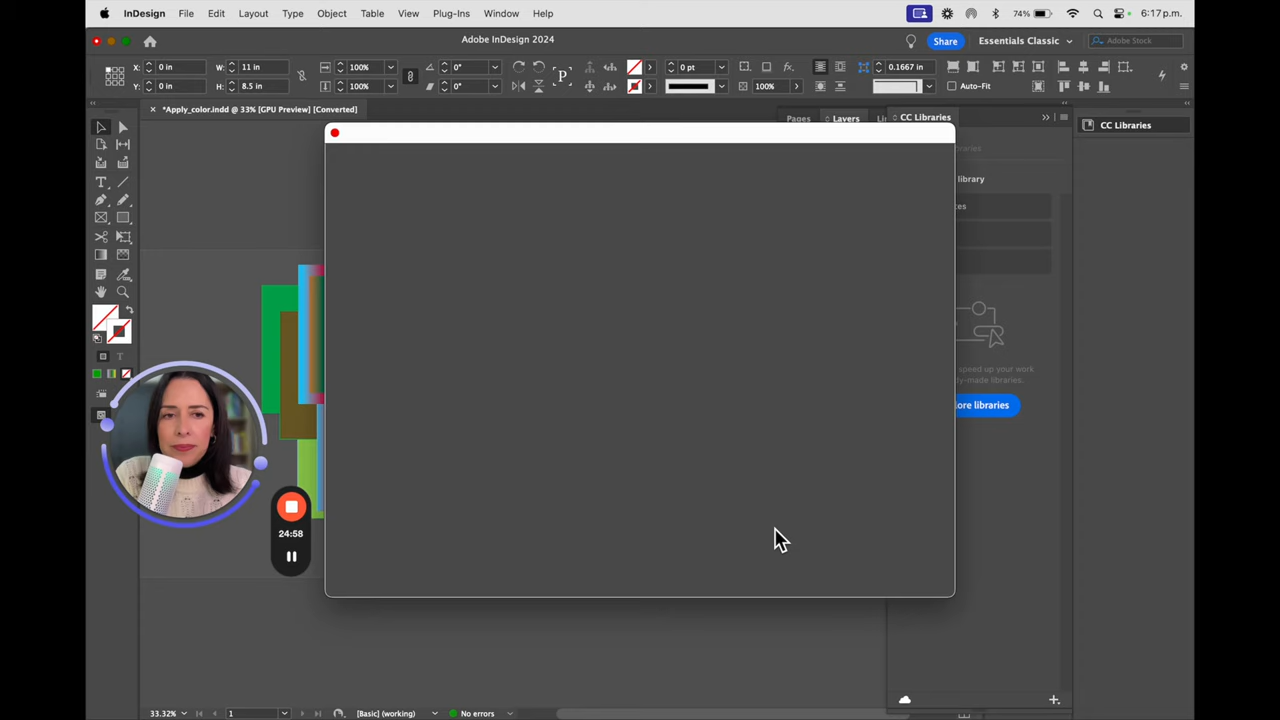 InDesign File Edit Layout Type Object Table View Plug-Ins Window Help 74% 6:17 p.m.
Adobe InDesign 2024 Share Essentials Classic Adobe Stock
X: 0 in W: 11 in 100% 0° P 0 pt 0.1667 in
Y: 0 in H: 8.5 in 100% 0° 100% Auto-Fit
*Apply_color.indd @ 33% [GPU Preview] [Converted]
Pages Layers CC Libraries
CC Libraries
library
T
24:58
speed up your work
libraries.
libraries
33.32% 1 [Basic] (working) No errors